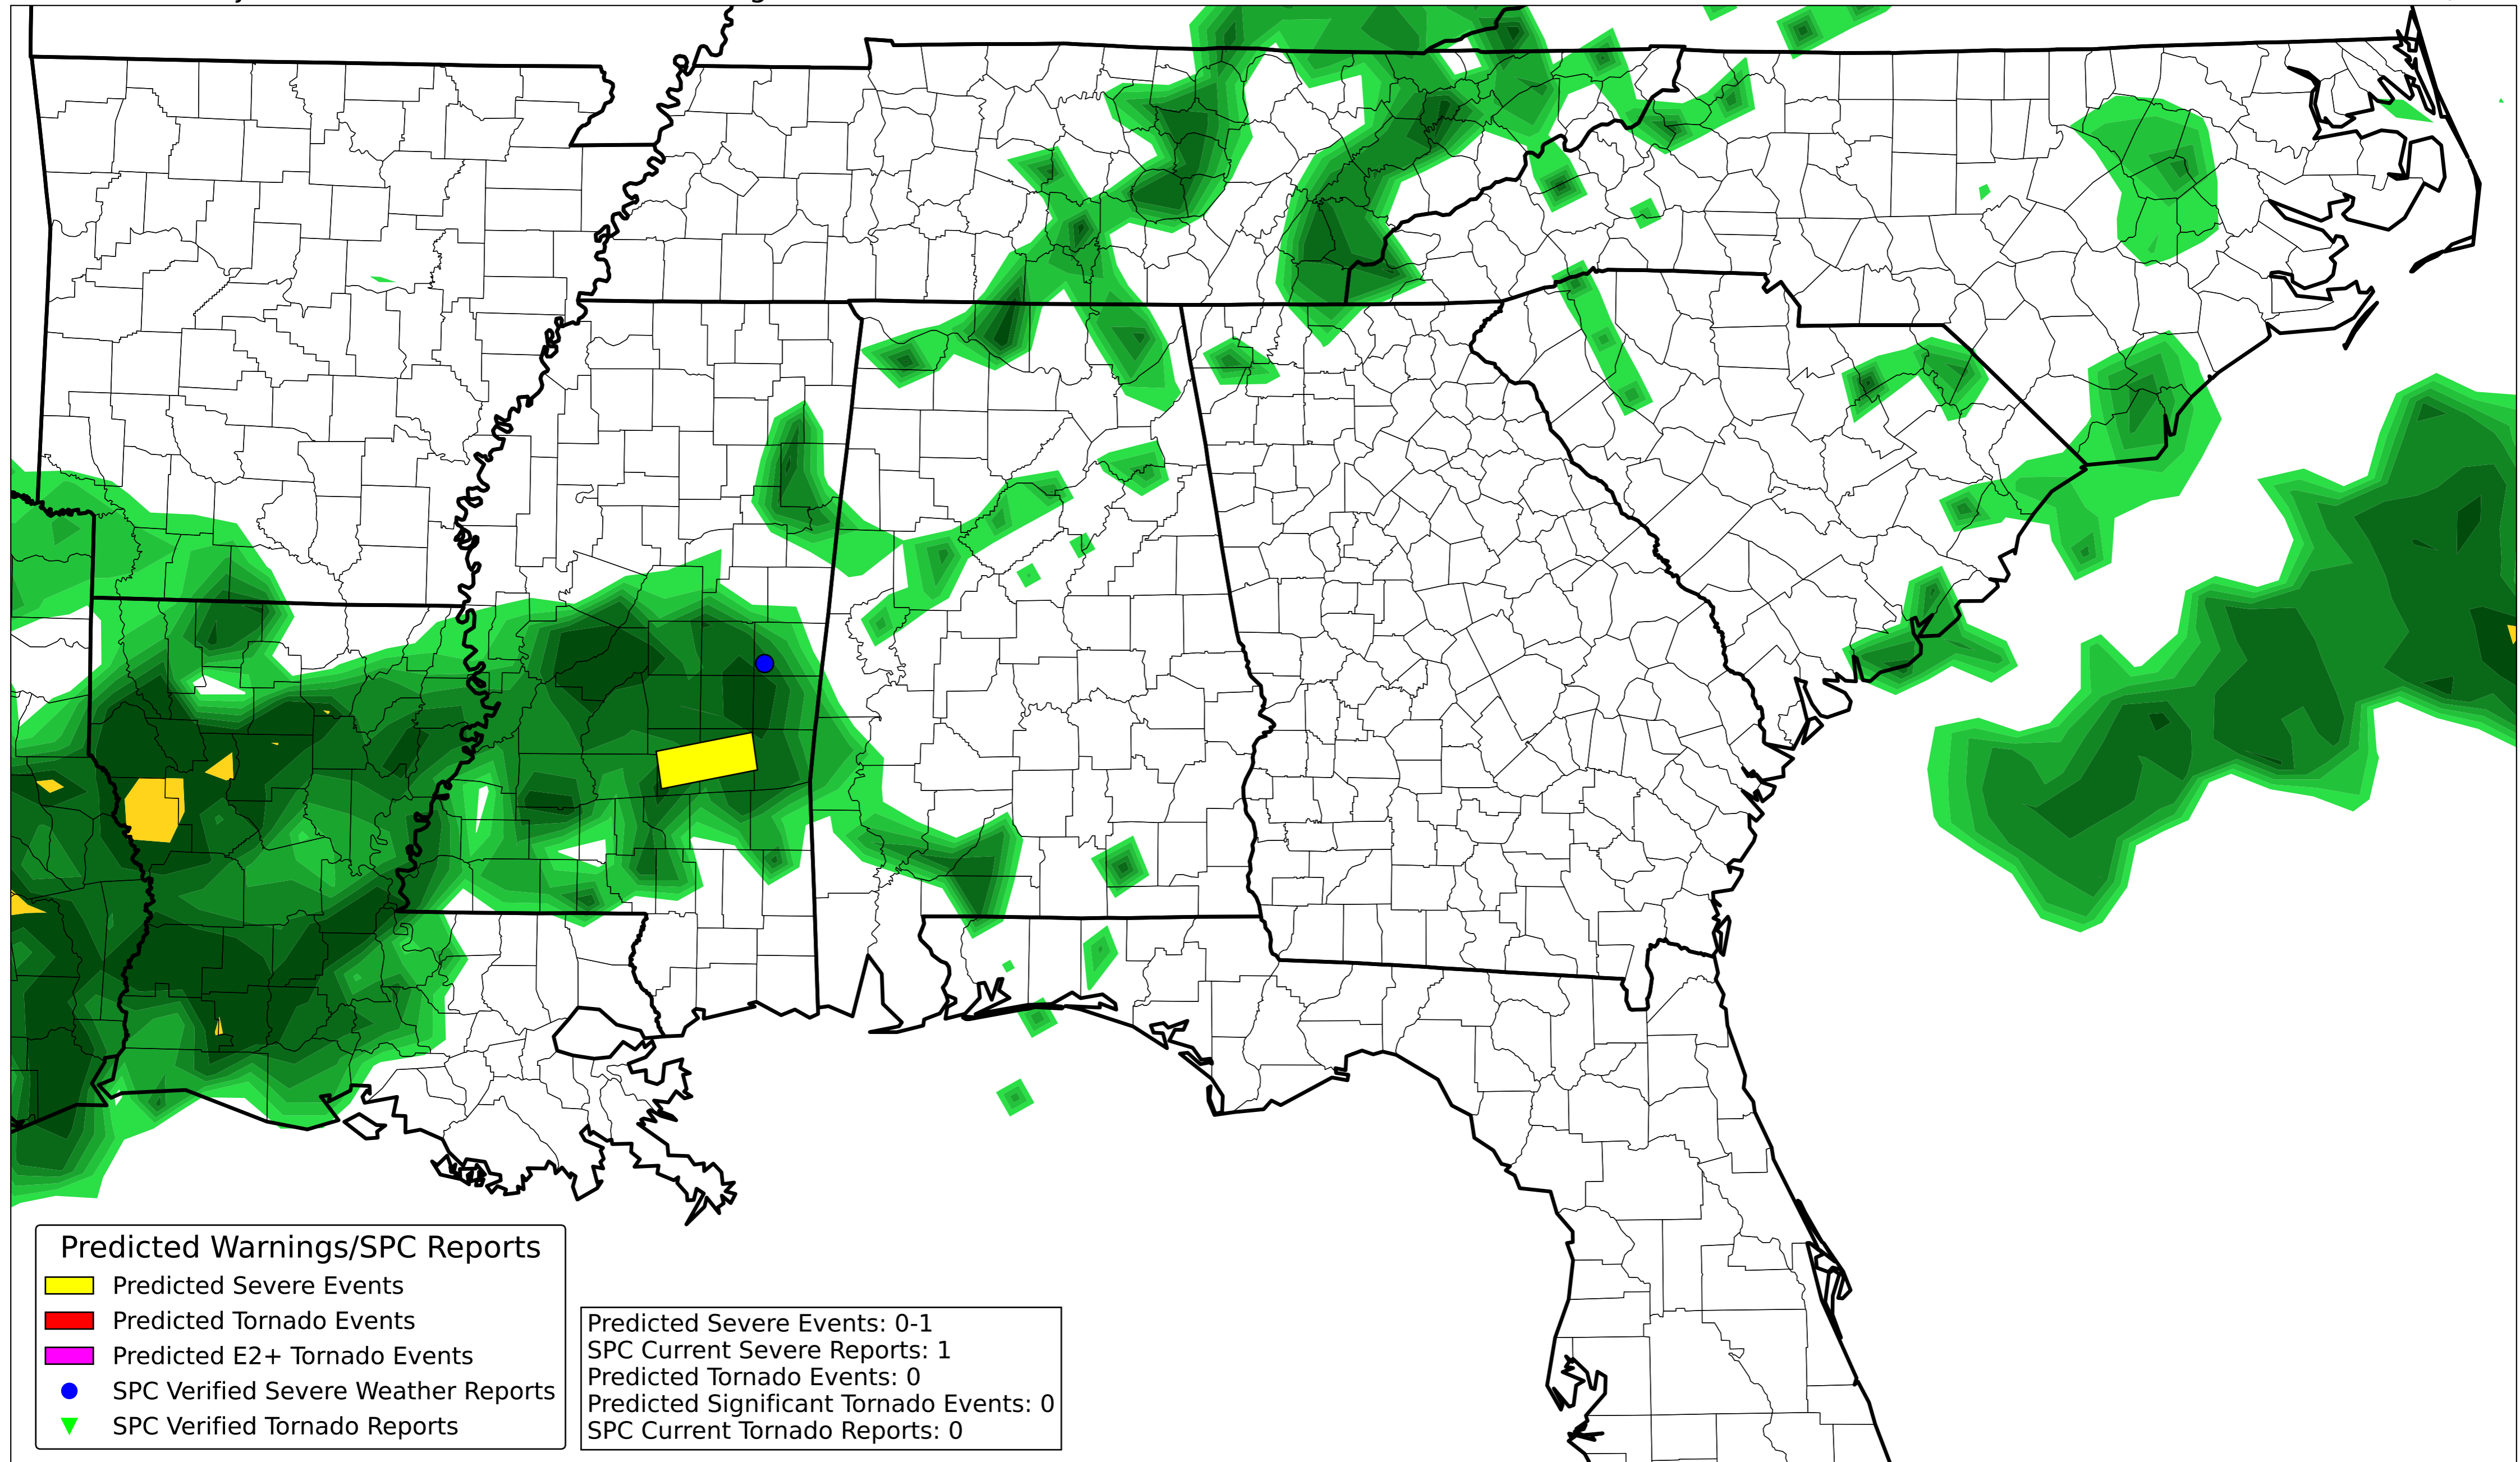 Predicted Warnings/SPC Reports
Predicted Severe Events
Predicted Tornado Events
Predicted E2+ Tornado Events
SPC Verified Severe Weather Reports
SPC Verified Tornado Reports
Predicted Severe Events: 0-1
SPC Current Severe Reports: 1
Predicted Tornado Events: 0
Predicted Significant Tornado Events: 0
SPC Current Tornado Reports: 0